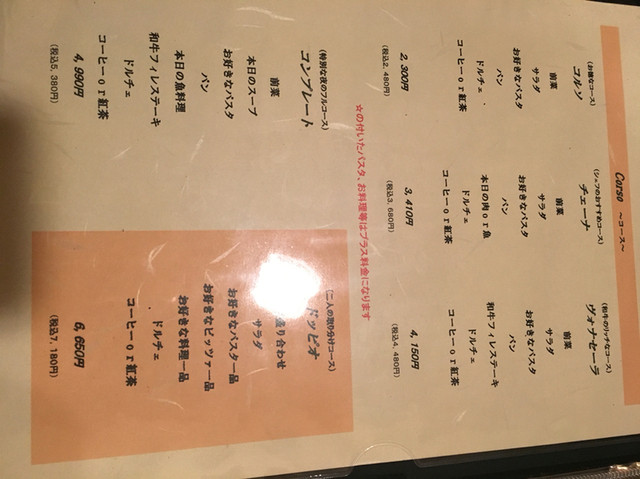 Carso ～コース～
(お値打コース)
コルソ
前菜
サラダ
お好きなパスタ
パン
ドルチェ
コーヒーor紅茶
2,300円
(税込2,480円)
(シェフのおすすめコース)
チェーナ
前菜
サラダ
お好きなパスタ
パン
本日の肉or魚
ドルチェ
コーヒーor紅茶
3,410円
(税込3,680円)
(和牛のリッチなコース)
ヴォナセーラ
前菜
サラダ
お好きなパスタ
パン
和牛フィレステーキ
ドルチェ
コーヒーor紅茶
4,150円
(税込4,480円)
☆の付いたパスタ、お料理等はプラス料金になります
(特別な夜のフルコース)
コンプレート
前菜
本日のスープ
お好きなパスタ
パン
本日の魚料理
和牛フィレステーキ
ドルチェ
コーヒーor紅茶
4,990円
(税込5,380円)
(二人の取り分けコース)
ドッピオ
盛り合わせ
サラダ
お好きなパスタ一品
お好きなピッツァ一品
お好きな料理一品
ドルチェ
コーヒーor紅茶
6,650円
(税込7,180円)